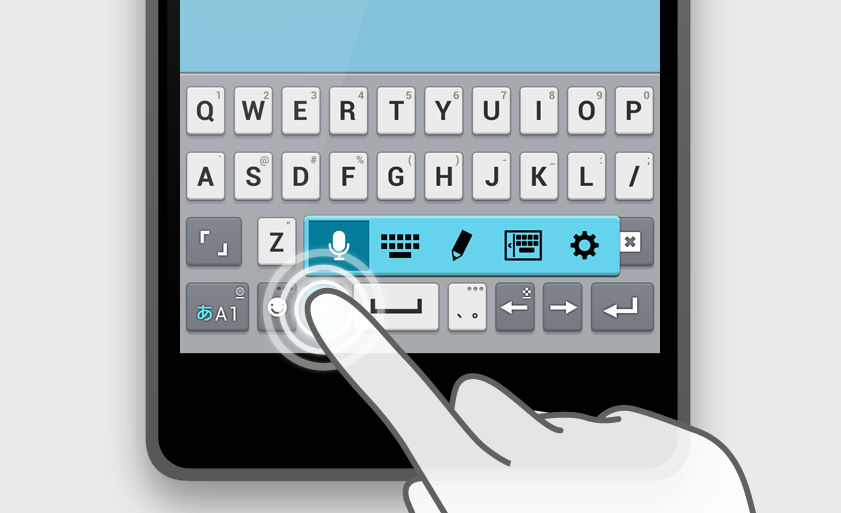 Q 1 W 2 E 3 R 4 T 5 Y 6 U 7 I 8 O 9 P 0
A ` S @ D # F % G ( H ) J - K _ L : / ;
「 」 Z "
あA1 、 。